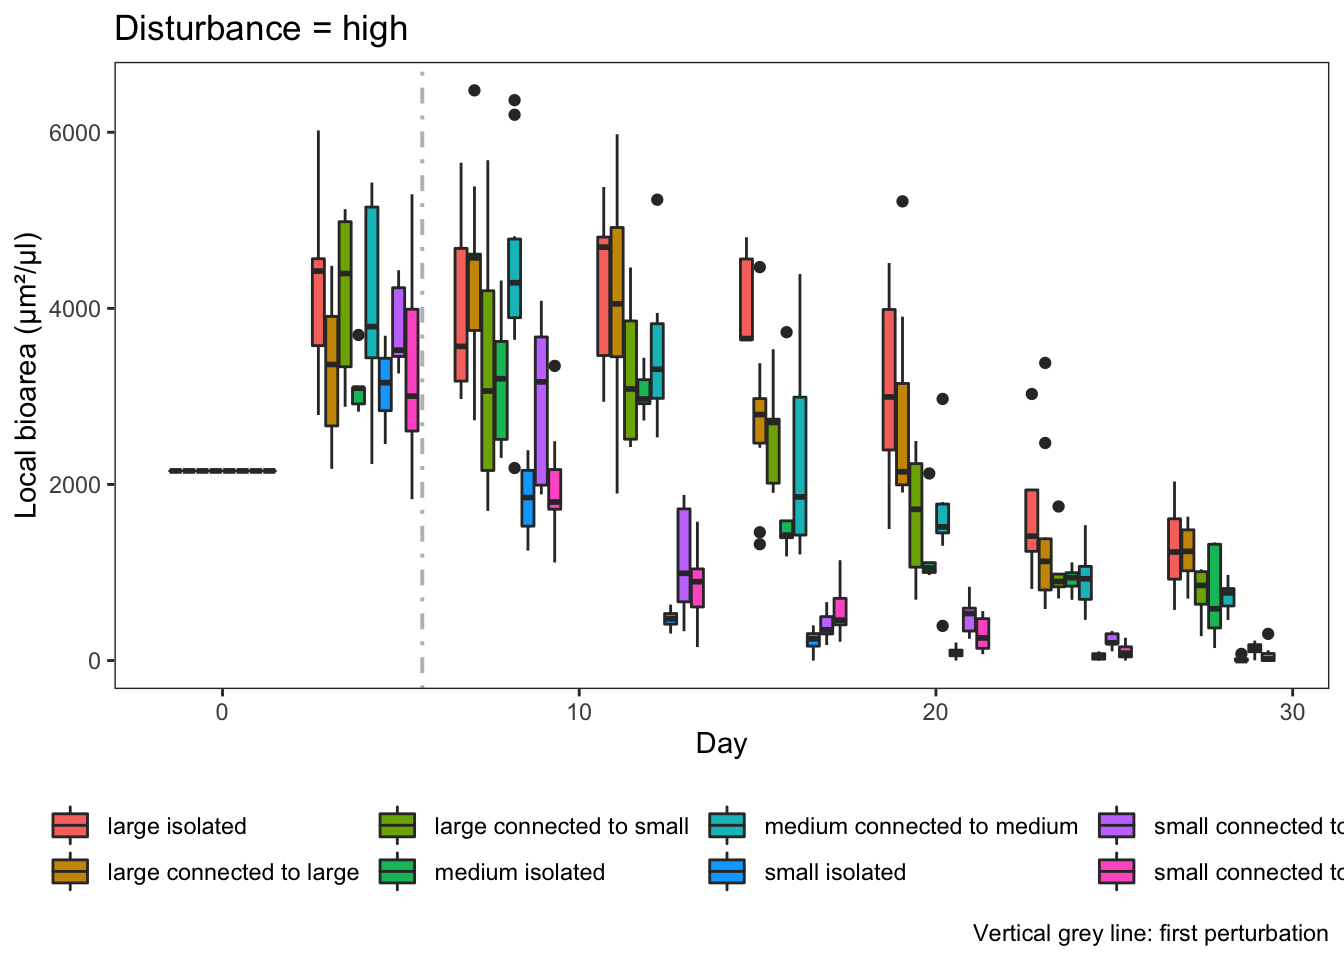 Disturbance = high
Local bioarea (µm²/µl)
6000
4000
2000
0
0 10 20 30
Day
large isolated large connected to small medium connected to medium small connected to
large connected to large medium isolated small isolated small connected to
Vertical grey line: first perturbation